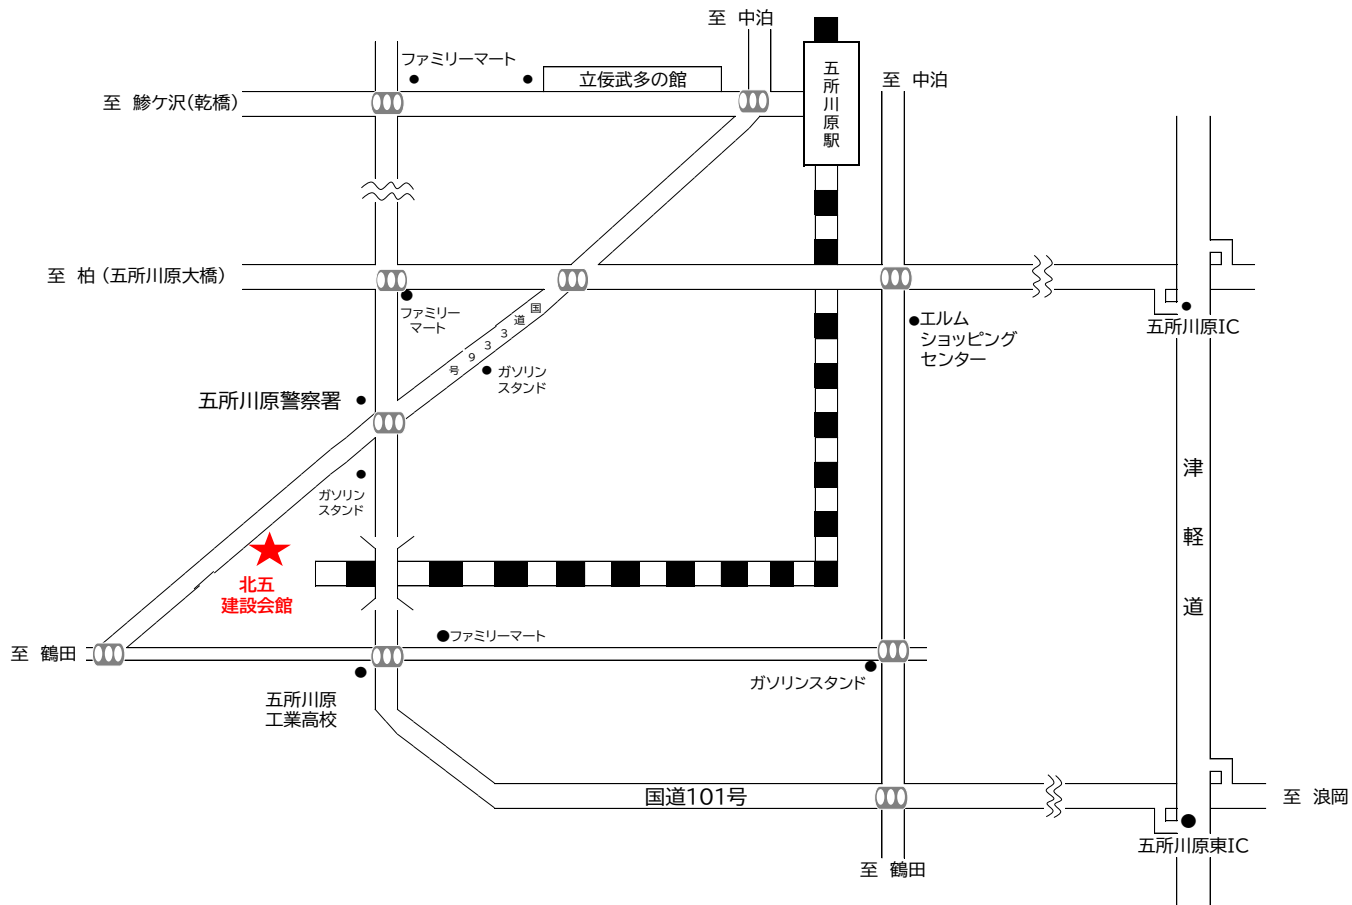 至 中泊
ファミリーマート
立佞武多の館
五所川原駅
至 中泊
至 鰺ケ沢(乾橋)
至 柏 (五所川原大橋)
ファミリー
マート
国道339号
ガソリン
スタンド
エルム
ショッピング
センター
五所川原IC
五所川原警察署
ガソリン
スタンド
津軽道
北五
建設会館
至 鶴田
ファミリーマート
ガソリンスタンド
五所川原
工業高校
国道101号
至 浪岡
五所川原東IC
至 鶴田